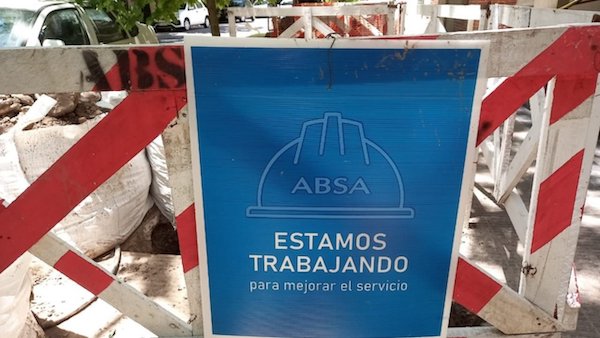 ABS
ABSA
ESTAMOS
TRABAJANDO
para mejorar el servicio